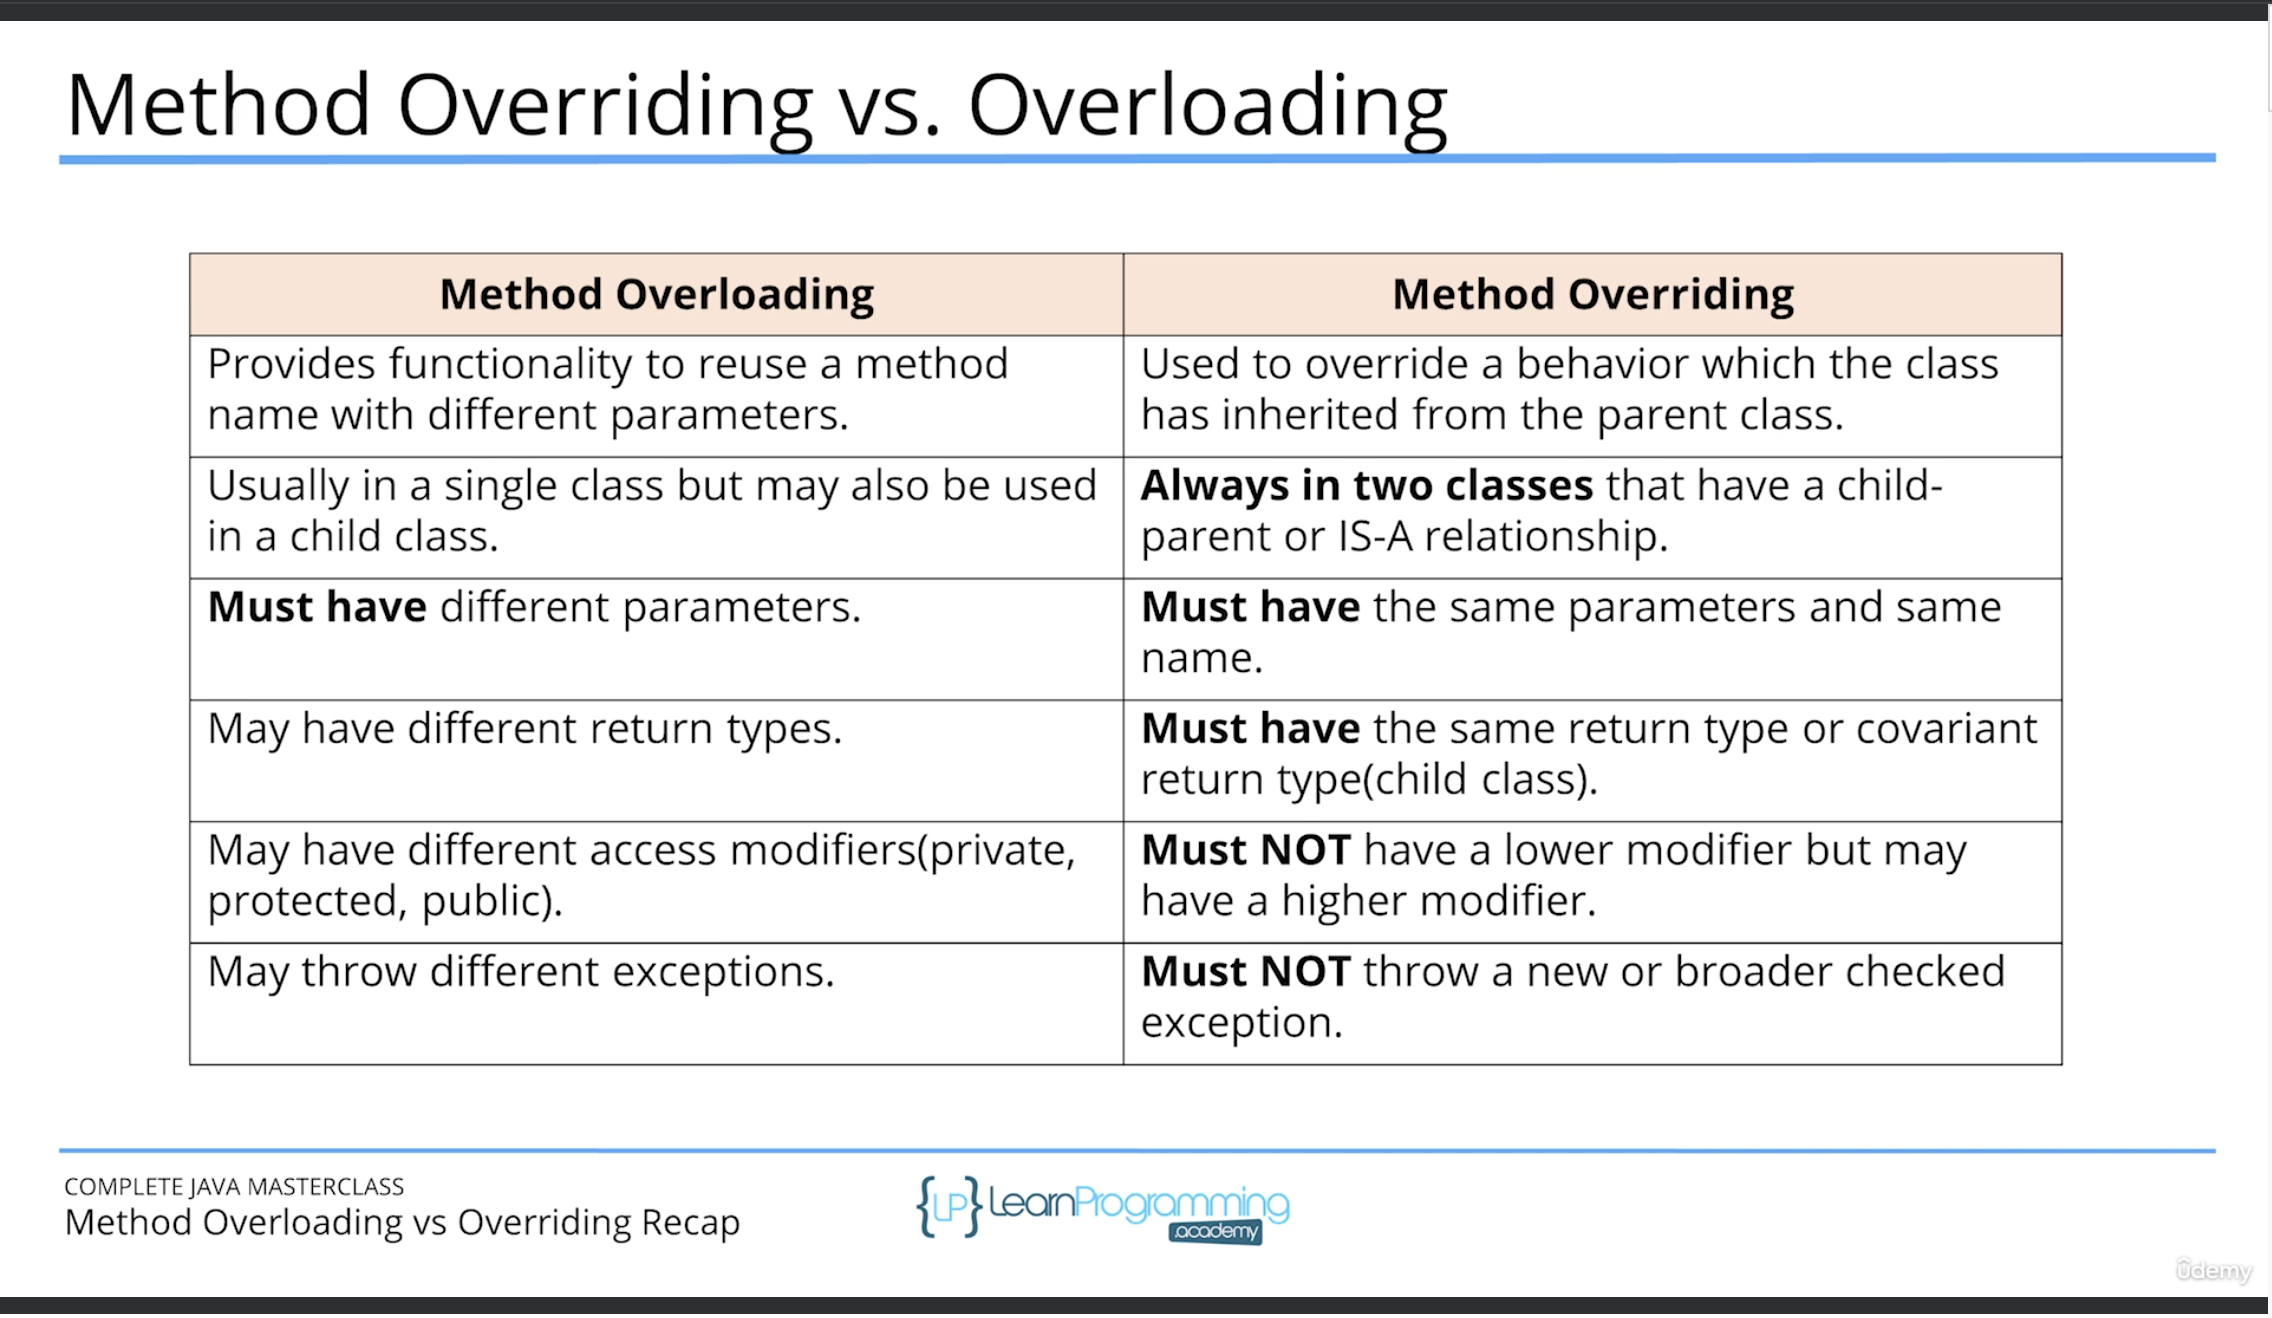 Method Overriding vs. Overloading
Method Overloading
Method Overriding
Provides functionality to reuse a method
name with different parameters.
Used to override a behavior which the class
has inherited from the parent class.
Usually in a single class but may also be used
in a child class.
Always in two classes that have a child-
parent or IS-A relationship.
Must have different parameters.
Must have the same parameters and same
name.
May have different return types.
Must have the same return type or covariant
return type(child class).
May have different access modifiers(private,
protected, public).
Must NOT have a lower modifier but may
have a higher modifier.
May throw different exceptions.
Must NOT throw a new or broader checked
exception.
COMPLETE JAVA MASTERCLASS
Method Overloading vs Overriding Recap
{LP} LearnProgramming
.academy
ûdemy